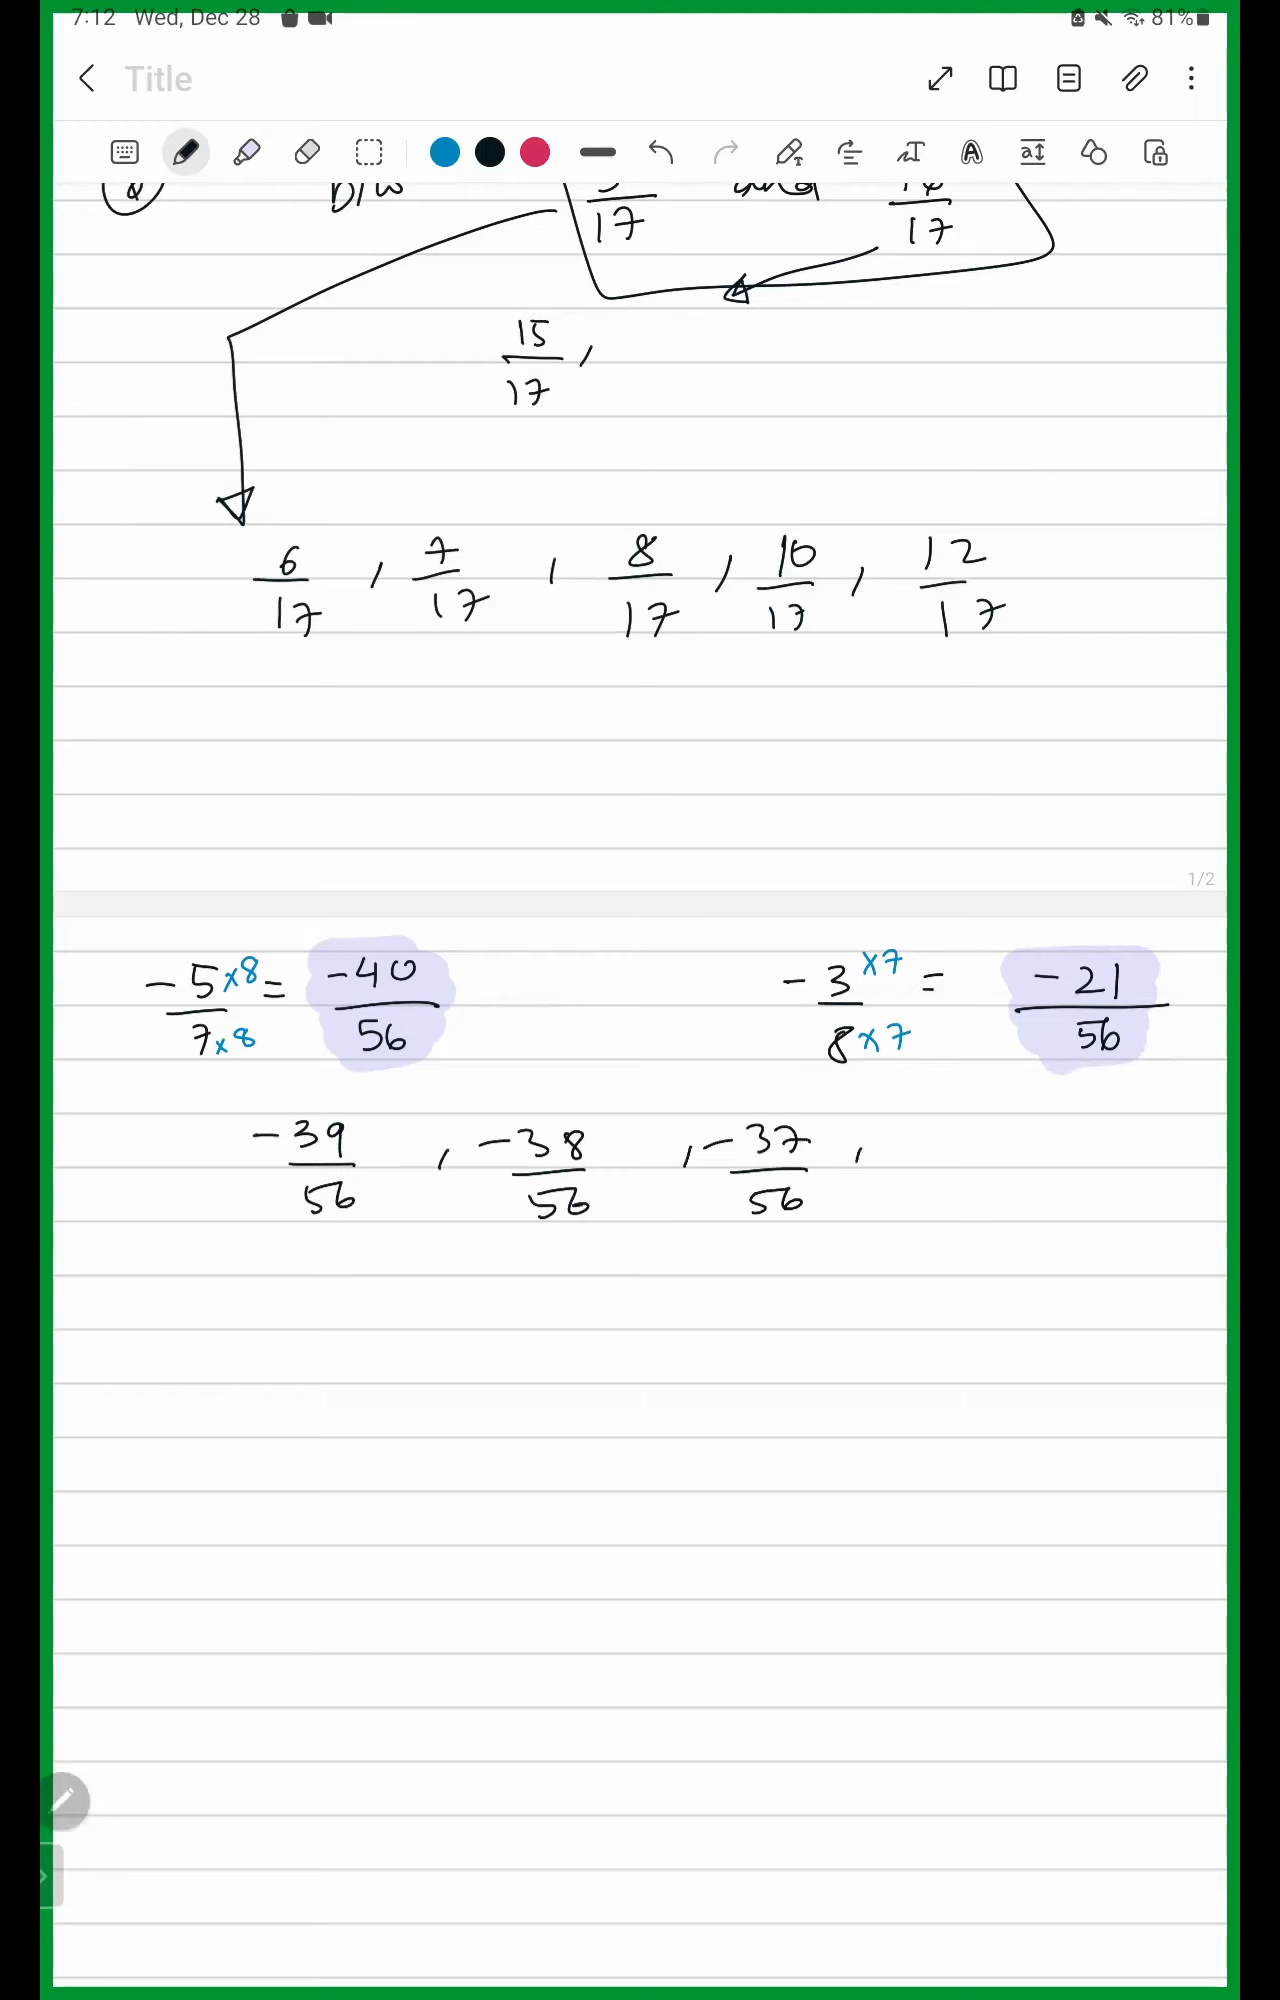 7:12 Wed, Dec 28 81%
Title
b/w 17 and 17
15/17 ,
6/17 , 7/17 , 8/17 , 10/17 , 12/17
1/2
-5×8/7×8 = -40/56 -3×7/8×7 = -21/56
-39/56 , -38/56 , -37/56 ,